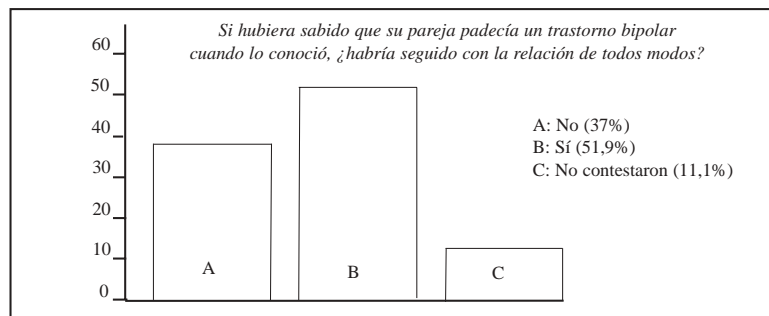 Si hubiera sabido que su pareja padecía un trastorno bipolar
cuando lo conoció, ¿habría seguido con la relación de todos modos?
60
50
40
30
20
10
0
A: No (37%)
B: Sí (51,9%)
C: No contestaron (11,1%)
A
B
C